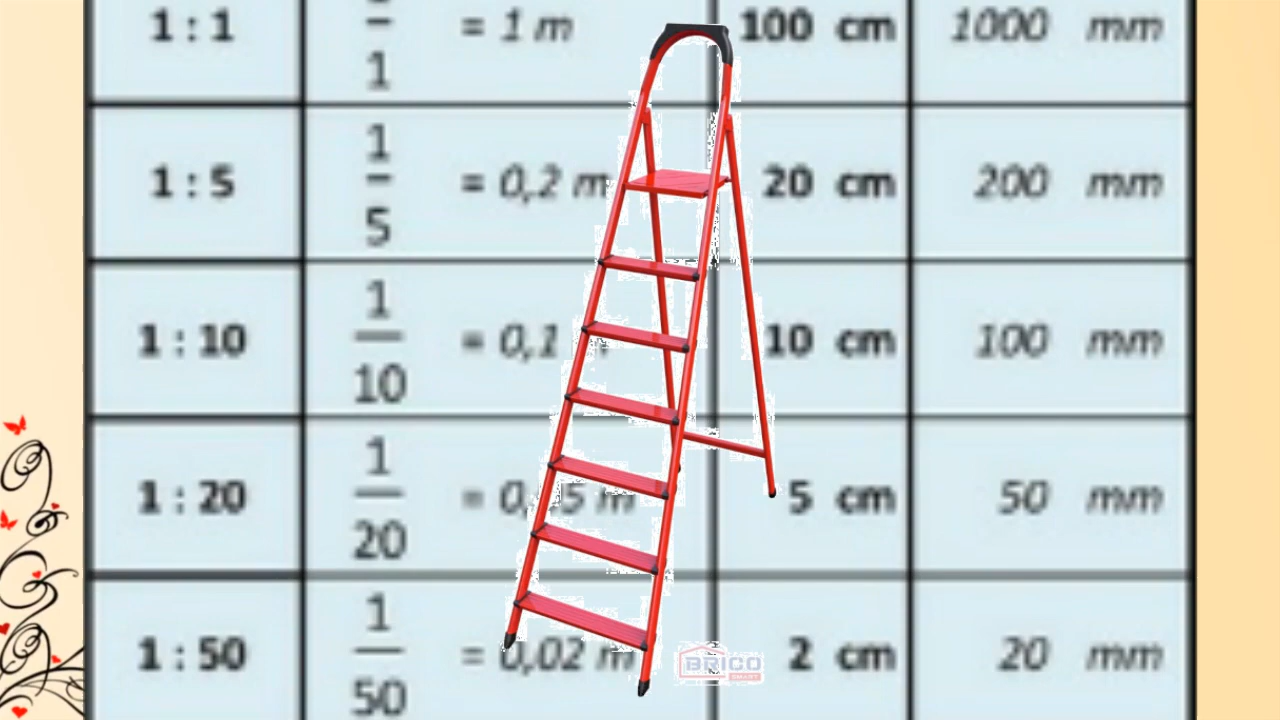 1 : 1 1 = 1 m 100 cm 1000 mm
1 : 5 1/5 = 0,2 m 20 cm 200 mm
1 : 10 1/10 = 0,1 10 cm 100 mm
1 : 20 1/20 5 cm 50 mm
1 : 50 1/50 = 0,02 m 2 cm 20 mm
BRICO
SMART